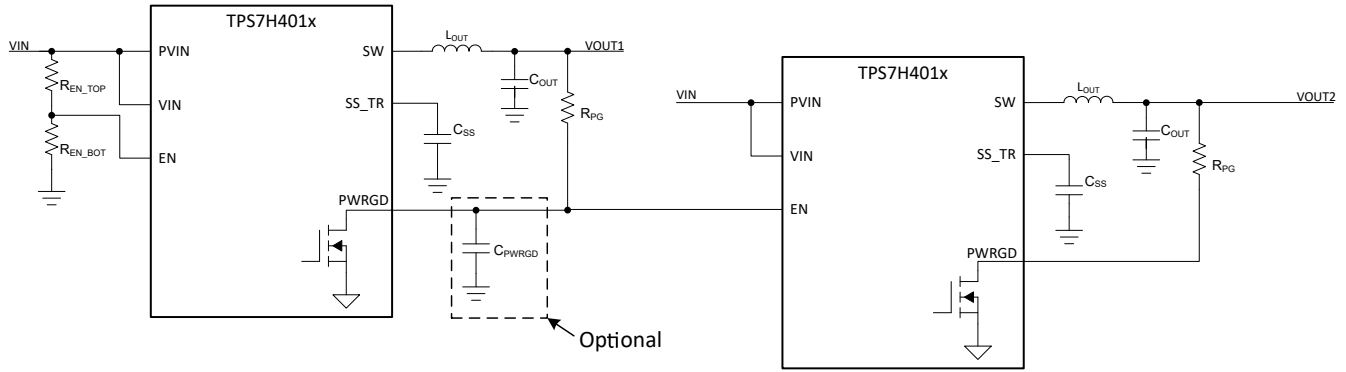 TPS7H401x
VIN
PVIN
SW
LOUT
VOUT1
REN_TOP
COUT
VIN
SS_TR
RPG
CSS
REN_BOT
EN
PWRGD
CPWRGD
Optional
TPS7H401x
VIN
PVIN
SW
LOUT
VOUT2
COUT
VIN
SS_TR
RPG
CSS
EN
PWRGD